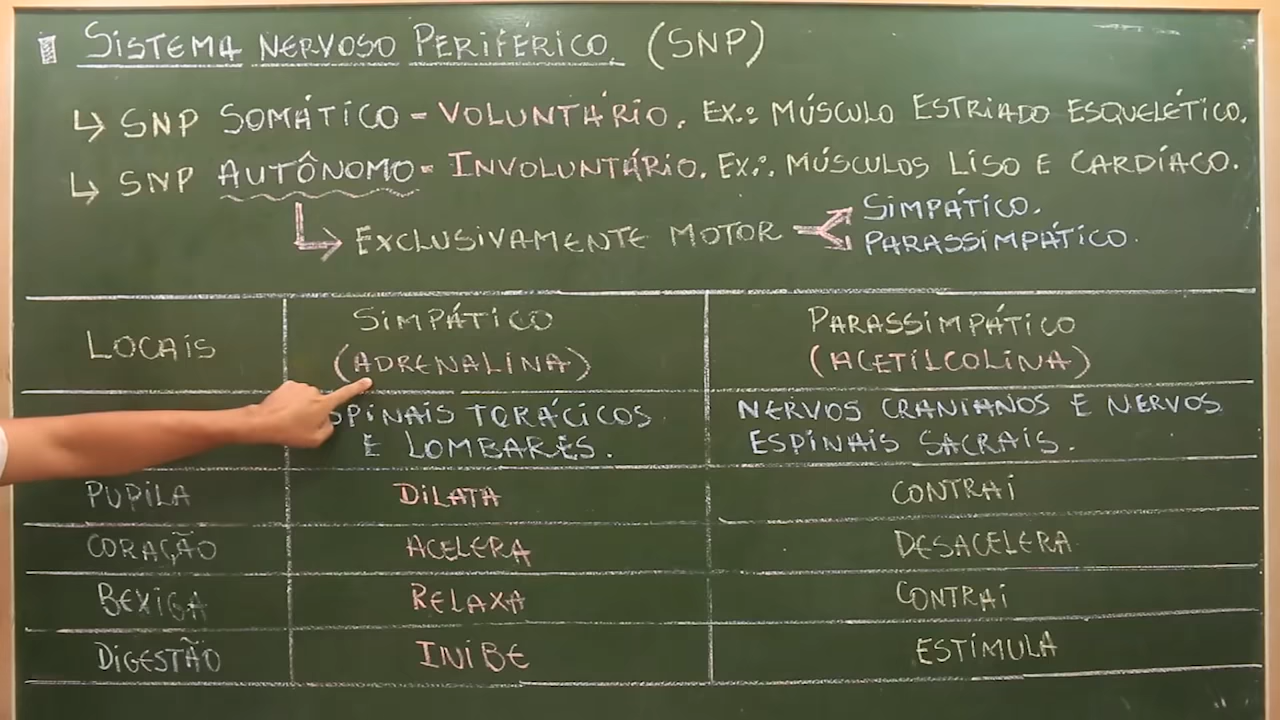 SISTEMA NERVOSO PERIFÉRICO (SNP)
↳ SNP SOMÁTICO = VOLUNTÁRIO. EX.: MÚSCULO ESTRIADO ESQUELÉTICO.
↳ SNP AUTÔNOMO = INVOLUNTÁRIO. EX.: MÚSCULOS LISO E CARDÍACO.
↳ EXCLUSIVAMENTE MOTOR
SIMPÁTICO.
PARASSIMPÁTICO.
LOCAIS
SIMPÁTICO
(ADRENALINA)
PARASSIMPÁTICO
(ACETILCOLINA)
SPINAIS TORÁCICOS
E LOMBARES.
NERVOS CRANIANOS E NERVOS
ESPINAIS SACRAIS.
PUPILA DILATA CONTRAI
CORAÇÃO ACELERA DESACELERA
BEXIGA RELAXA CONTRAI
DIGESTÃO INIBE ESTÍMULA